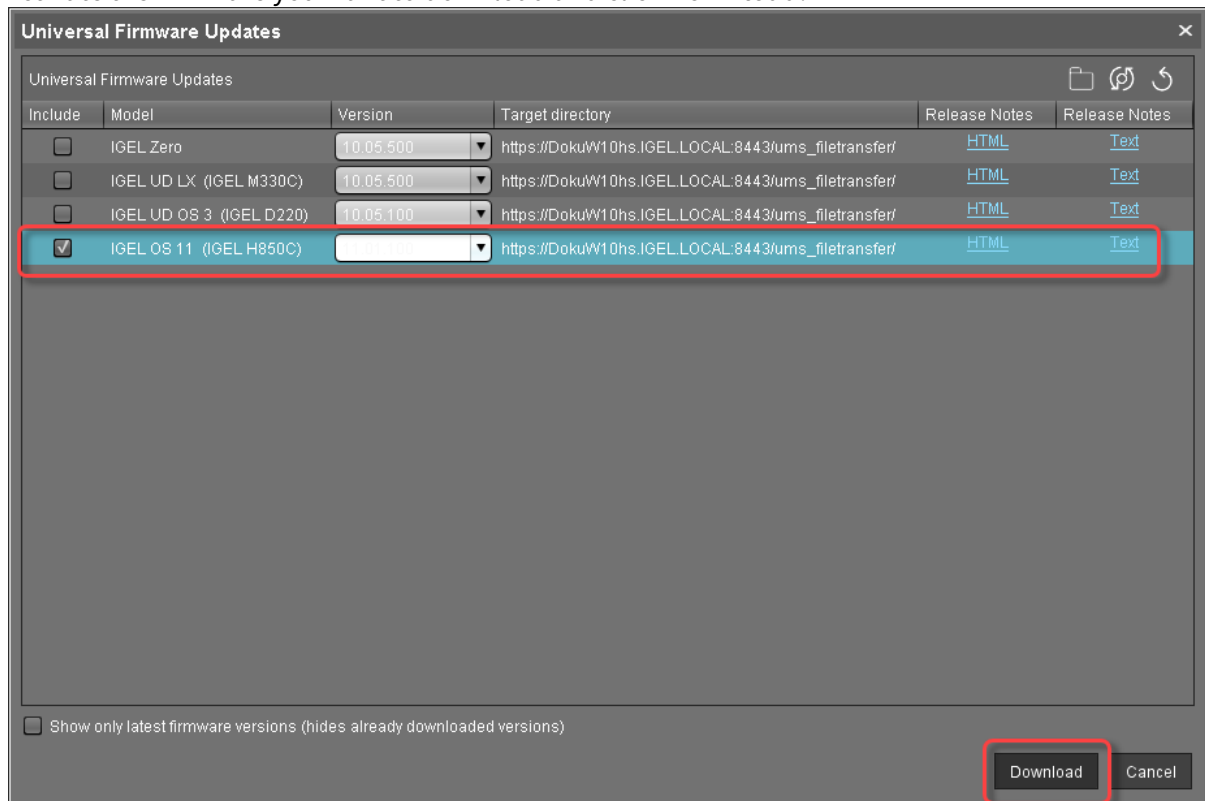 Universal Firmware Updates
Universal Firmware Updates
Include Model Version Target directory Release Notes Release Notes
IGEL Zero 10.05.500 https://DokuW10hs.IGEL.LOCAL:8443/ums_filetransfer/ HTML Text
IGEL UD LX (IGEL M330C) 10.05.500 https://DokuW10hs.IGEL.LOCAL:8443/ums_filetransfer/ HTML Text
IGEL UD OS 3 (IGEL D220) 10.05.100 https://DokuW10hs.IGEL.LOCAL:8443/ums_filetransfer/ HTML Text
IGEL OS 11 (IGEL H850C) https://DokuW10hs.IGEL.LOCAL:8443/ums_filetransfer/ HTML Text
Show only latest firmware versions (hides already downloaded versions)
Download Cancel